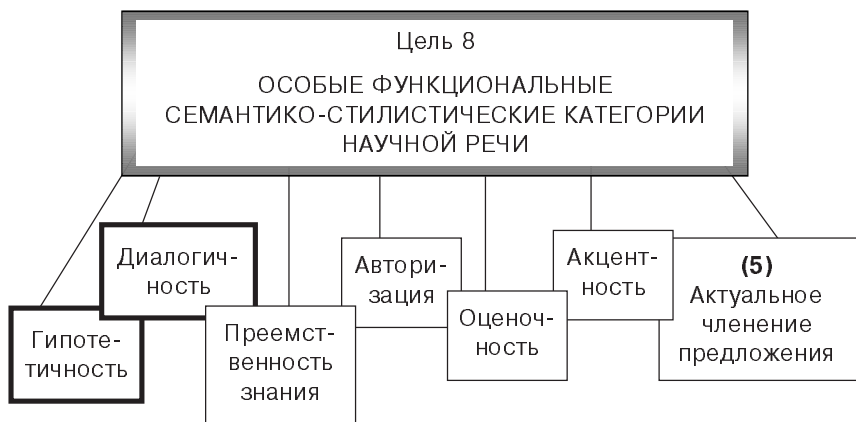 Цель 8
ОСОБЫЕ ФУНКЦИОНАЛЬНЫЕ
СЕМАНТИКО-СТИЛИСТИЧЕСКИЕ КАТЕГОРИИ
НАУЧНОЙ РЕЧИ
Гипоте-
тичность
Диалогич-
ность
Преемст-
венность
знания
Автори-
зация
Оценоч-
ность
Акцент-
ность
(5)
Актуальное
членение
предложения